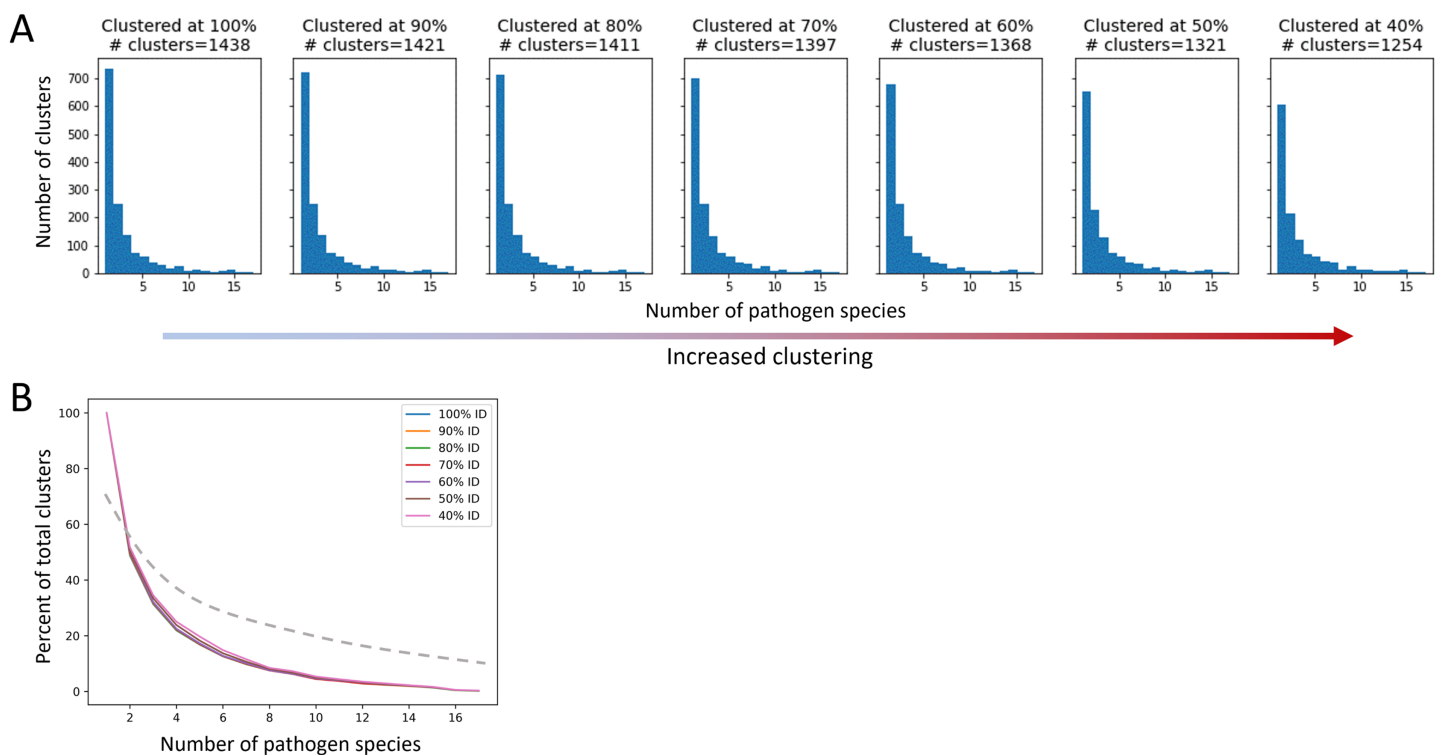 A
Clustered at 100%
# clusters=1438
Clustered at 90%
# clusters=1421
Clustered at 80%
# clusters=1411
Clustered at 70%
# clusters=1397
Clustered at 60%
# clusters=1368
Clustered at 50%
# clusters=1321
Clustered at 40%
# clusters=1254
Number of clusters
700
600
500
400
300
200
100
0
5 10 15
5 10 15
5 10 15
5 10 15
5 10 15
5 10 15
5 10 15
Number of pathogen species
Increased clustering
B
Percent of total clusters
100
80
60
40
20
0
100% ID
90% ID
80% ID
70% ID
60% ID
50% ID
40% ID
2 4 6 8 10 12 14 16
Number of pathogen species